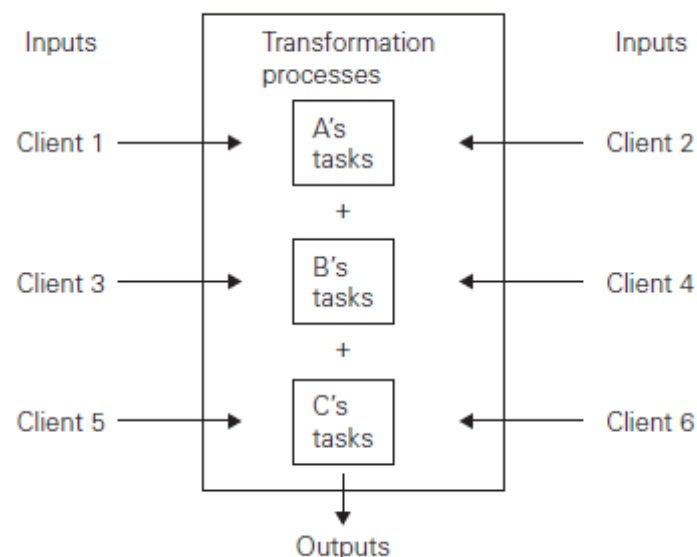 Inputs
Transformation
processes
Inputs
Client 1
A's
tasks
Client 2
+
Client 3
B's
tasks
Client 4
+
Client 5
C's
tasks
Client 6
Outputs